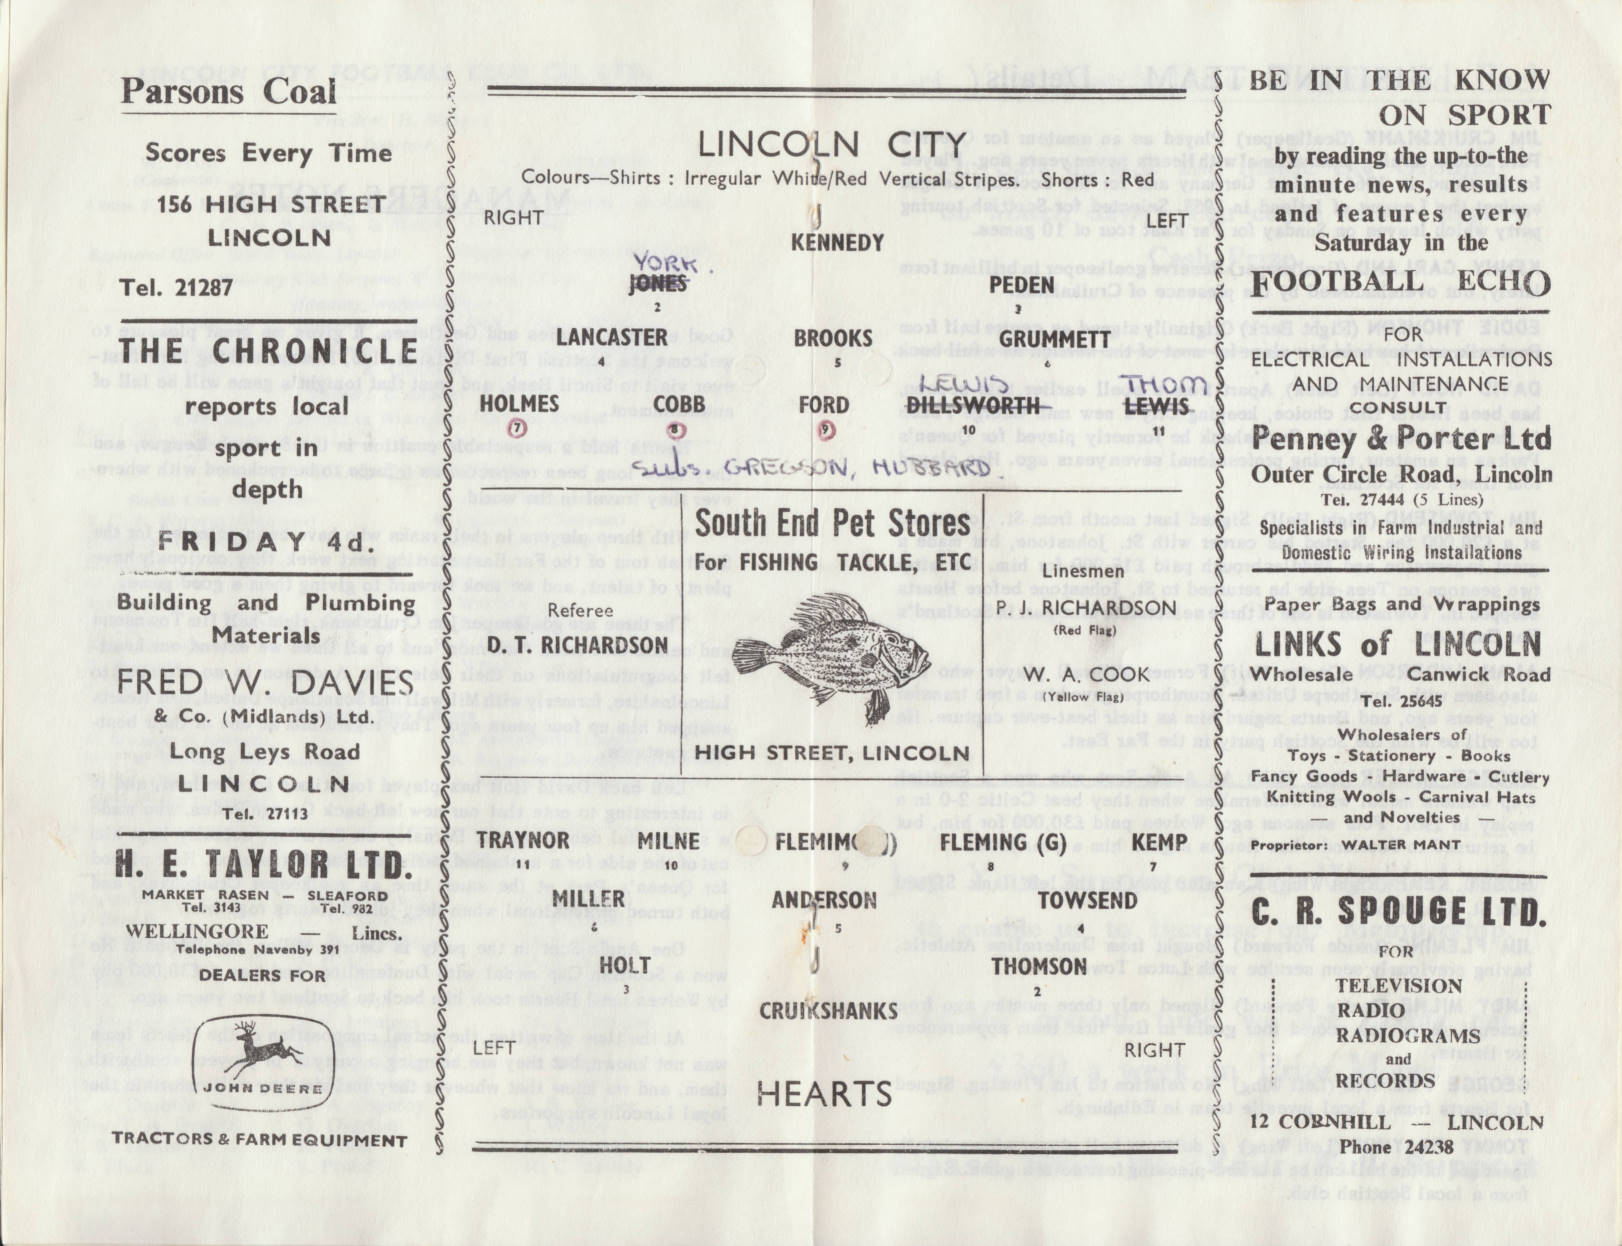 Parsons Coal
Scores Every Time
156 HIGH STREET
LINCOLN
Tel. 21287
THE CHRONICLE
reports local
sport in
depth
FRIDAY 4d.
Building and Plumbing
Materials
FRED W. DAVIES
& Co. (Midlands) Ltd.
Long Leys Road
LINCOLN
Tel. 27113
H. E. TAYLOR LTD.
MARKET RASEN — SLEAFORD
Tel. 3143 Tel. 982
WELLINGORE — Lincs.
Telephone Navenby 391
DEALERS FOR
JOHN DEERE
TRACTORS & FARM EQUIPMENT
LINCOLN CITY
Colours—Shirts : Irregular White/Red Vertical Stripes. Shorts : Red
RIGHT LEFT
KENNEDY
YORK.
JONES PEDEN
2 3
LANCASTER BROOKS GRUMMETT
4 5 6
LEWIS THOM
HOLMES COBB FORD DILLSWORTH LEWIS
7 8 9 10 11
Subs. GREGSON, HUBBARD
South End Pet Stores
For FISHING TACKLE, ETC
HIGH STREET, LINCOLN
Referee
D. T. RICHARDSON
Linesmen
P. J. RICHARDSON
(Red Flag)
W. A. COOK
(Yellow Flag)
TRAYNOR MILNE FLEMING (G) KEMP
11 10 9 8 7
MILLER ANDERSON TOWSEND
6 5 4
HOLT THOMSON
3 2
CRUIKSHANKS
LEFT RIGHT
HEARTS
BE IN THE KNOW
ON SPORT
by reading the up-to-the
minute news, results
and features every
Saturday in the
FOOTBALL ECHO
FOR
ELECTRICAL INSTALLATIONS
AND MAINTENANCE
CONSULT
Penney & Porter Ltd
Outer Circle Road, Lincoln
Tel. 27444 (5 Lines)
Specialists in Farm Industrial and
Domestic Wiring Installations
Paper Bags and Wrappings
LINKS of LINCOLN
Wholesale Canwick Road
Tel. 25645
Wholesalers of
Toys - Stationery - Books
Fancy Goods - Hardware - Cutlery
Knitting Wools - Carnival Hats
— and Novelties —
Proprietor: WALTER MANT
C. R. SPOUGE LTD.
FOR
TELEVISION
RADIO
RADIOGRAMS
and
RECORDS
12 CORNHILL — LINCOLN
Phone 24238